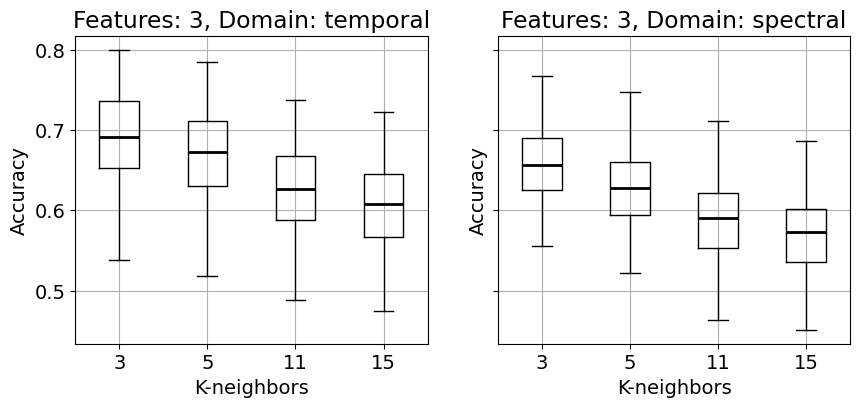 Features: 3, Domain: temporal
Accuracy
0.8
0.7
0.6
0.5
3 5 11 15
K-neighbors
Features: 3, Domain: spectral
Accuracy
3 5 11 15
K-neighbors